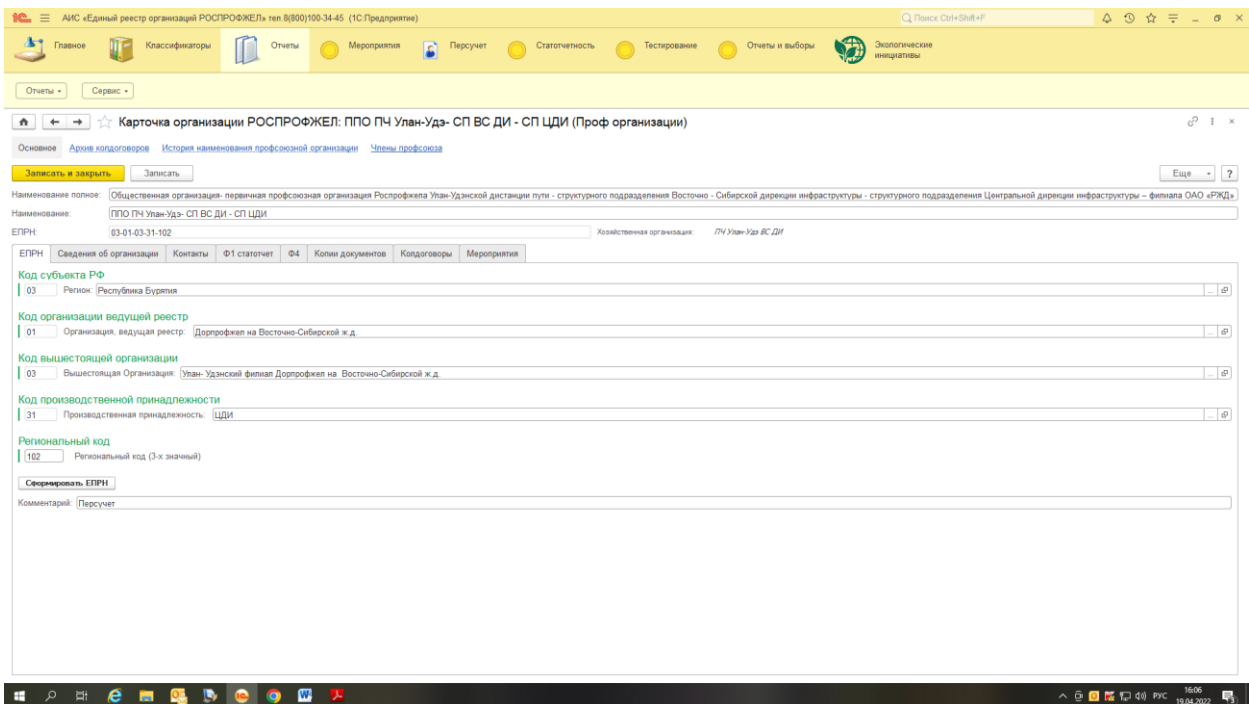 1С АИС «Единый реестр организаций РОСПРОФЖЕЛ» тел.8(800)100-34-45 (1С:Предприятие) Поиск Ctrl+Shift+F
Главное Классификаторы Отчеты Мероприятия Персучет Статотчетность Тестирование Отчеты и выборы Экологические
инициативы
Отчеты Сервис
Карточка организации РОСПРОФЖЕЛ: ППО ПЧ Улан-Удэ- СП ВС ДИ - СП ЦДИ (Проф организации)
Основное Архив колдоговоров История наименования профсоюзной организации Члены профсоюза
Записать и закрыть Записать Еще ?
Наименование полное: Общественная организация- первичная профсоюзная организация Роспрофжела Улан-Удэнской дистанции пути - структурного подразделения Восточно - Сибирской дирекции инфраструктуры - структурного подразделения Центральной дирекции инфраструктуры – филиала ОАО «РЖД»
Наименование: ППО ПЧ Улан-Удэ- СП ВС ДИ - СП ЦДИ
ЕПРН: 03-01-03-31-102 Хозяйственная организация: ПЧ Улан-Удэ ВС ДИ
ЕПРН Сведения об организации Контакты Ф1 статотчет Ф4 Копии документов Колдоговоры Мероприятия
Код субъекта РФ
03 Регион: Республика Бурятия ...
Код организации ведущей реестр
01 Организация, ведущая реестр: Дорпрофжел на Восточно-Сибирской ж.д. ...
Код вышестоящей организации
03 Вышестоящая Организация: Улан- Удэнский филиал Дорпрофжел на Восточно-Сибирской ж.д. ...
Код производственной принадлежности
31 Производственная принадлежность: ЦДИ ...
Региональный код
102 Региональный код (3-х значный)
Сформировать ЕПРН
Комментарий: Персучет
РУС 16:06
19.04.2022